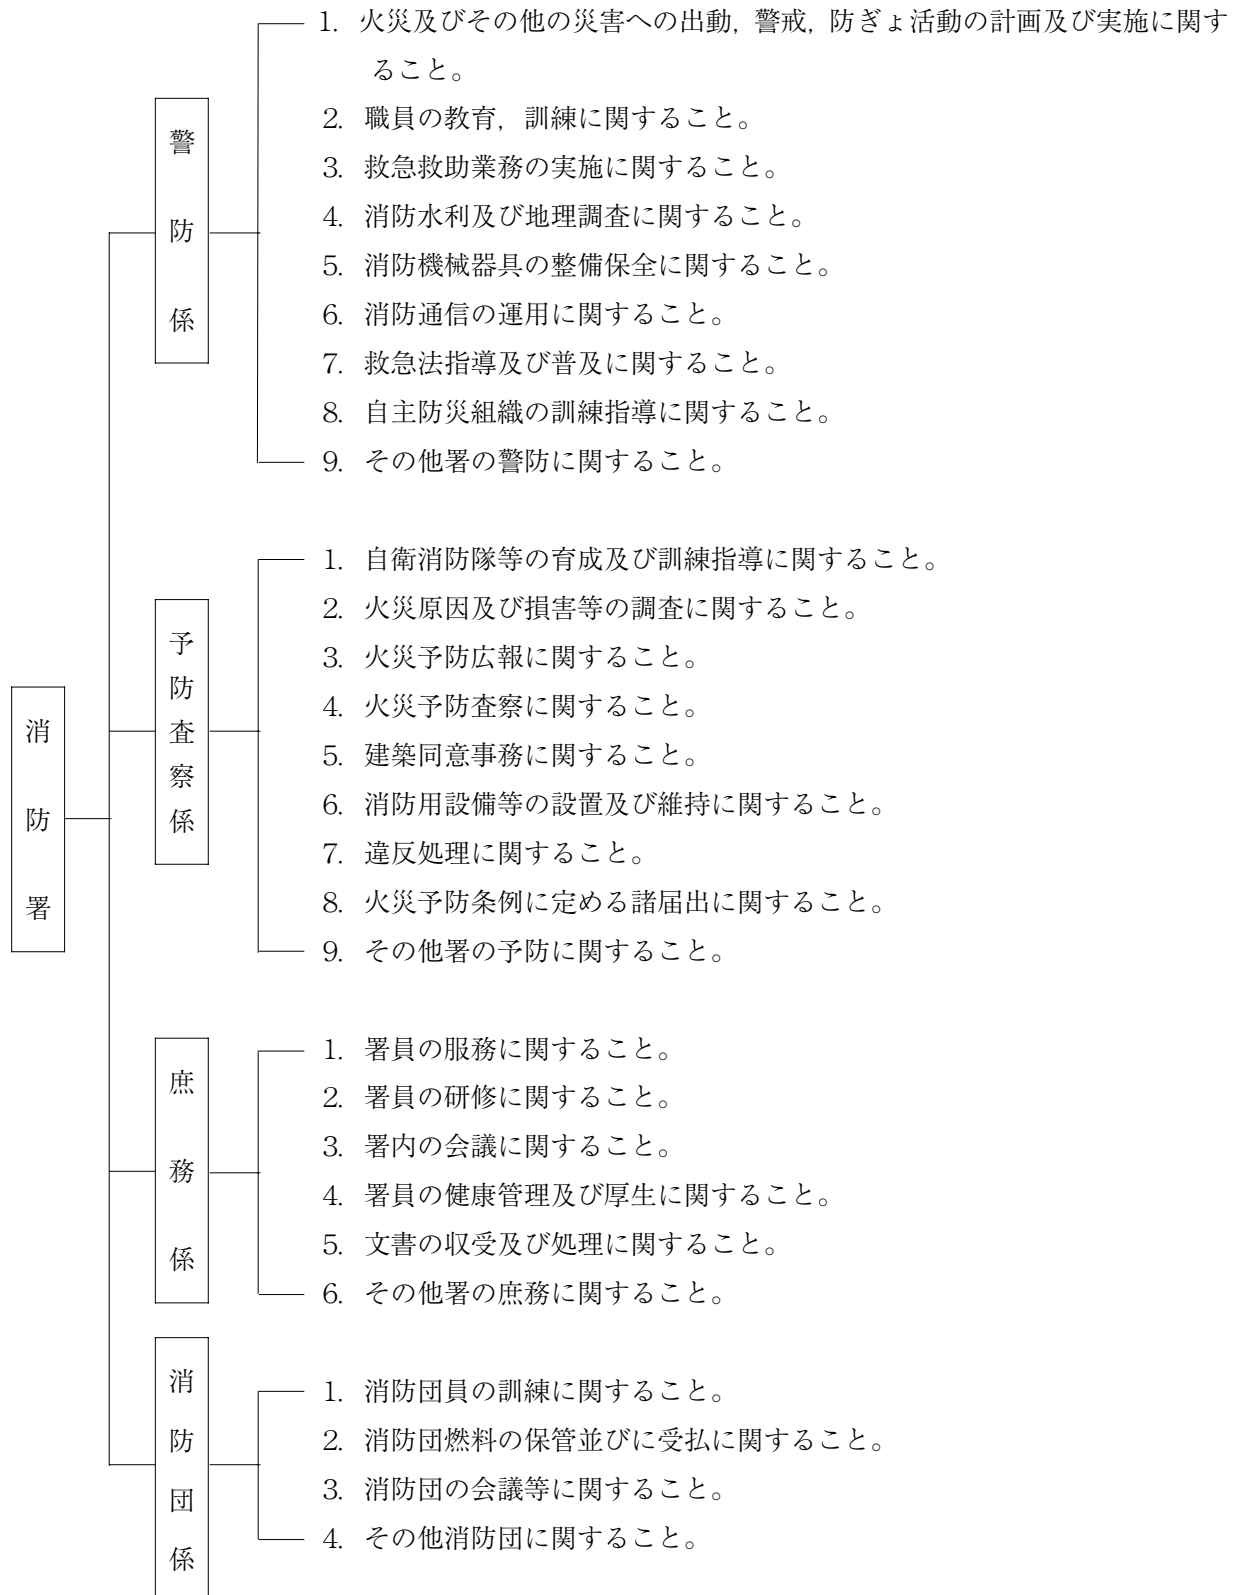 消防署
警防係
1. 火災及びその他の災害への出動, 警戒, 防ぎょ活動の計画及び実施に関す
ること。
2. 職員の教育, 訓練に関すること。
3. 救急救助業務の実施に関すること。
4. 消防水利及び地理調査に関すること。
5. 消防機械器具の整備保全に関すること。
6. 消防通信の運用に関すること。
7. 救急法指導及び普及に関すること。
8. 自主防災組織の訓練指導に関すること。
9. その他署の警防に関すること。
予防査察係
1. 自衛消防隊等の育成及び訓練指導に関すること。
2. 火災原因及び損害等の調査に関すること。
3. 火災予防広報に関すること。
4. 火災予防査察に関すること。
5. 建築同意事務に関すること。
6. 消防用設備等の設置及び維持に関すること。
7. 違反処理に関すること。
8. 火災予防条例に定める諸届出に関すること。
9. その他署の予防に関すること。
庶務係
1. 署員の服務に関すること。
2. 署員の研修に関すること。
3. 署内の会議に関すること。
4. 署員の健康管理及び厚生に関すること。
5. 文書の収受及び処理に関すること。
6. その他署の庶務に関すること。
消防団係
1. 消防団員の訓練に関すること。
2. 消防団燃料の保管並びに受払に関すること。
3. 消防団の会議等に関すること。
4. その他消防団に関すること。